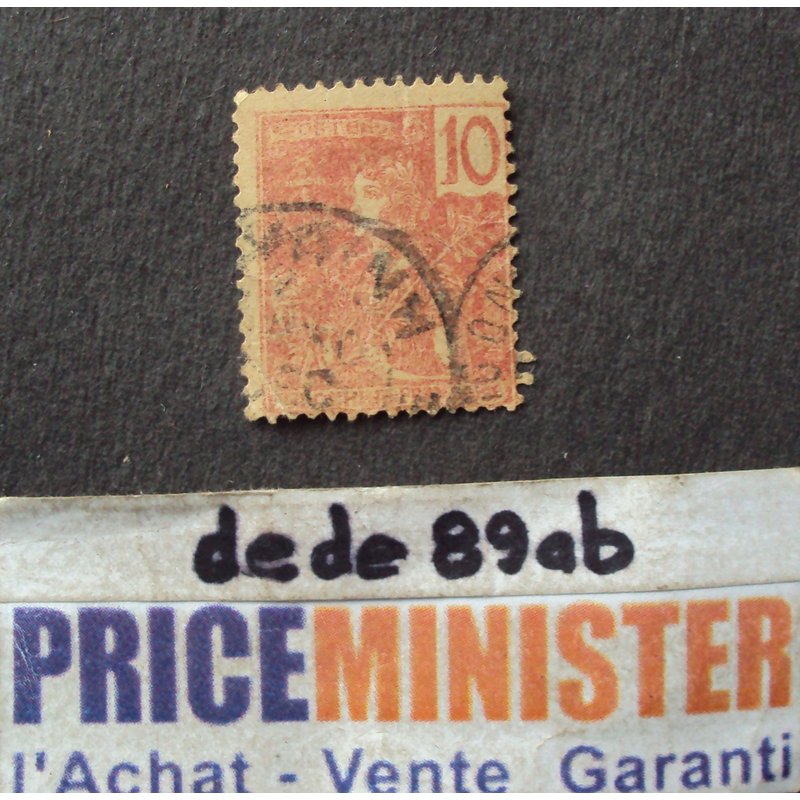 10
dede 89ab
PRICEMINISTER
l'Achat - Vente Garanti